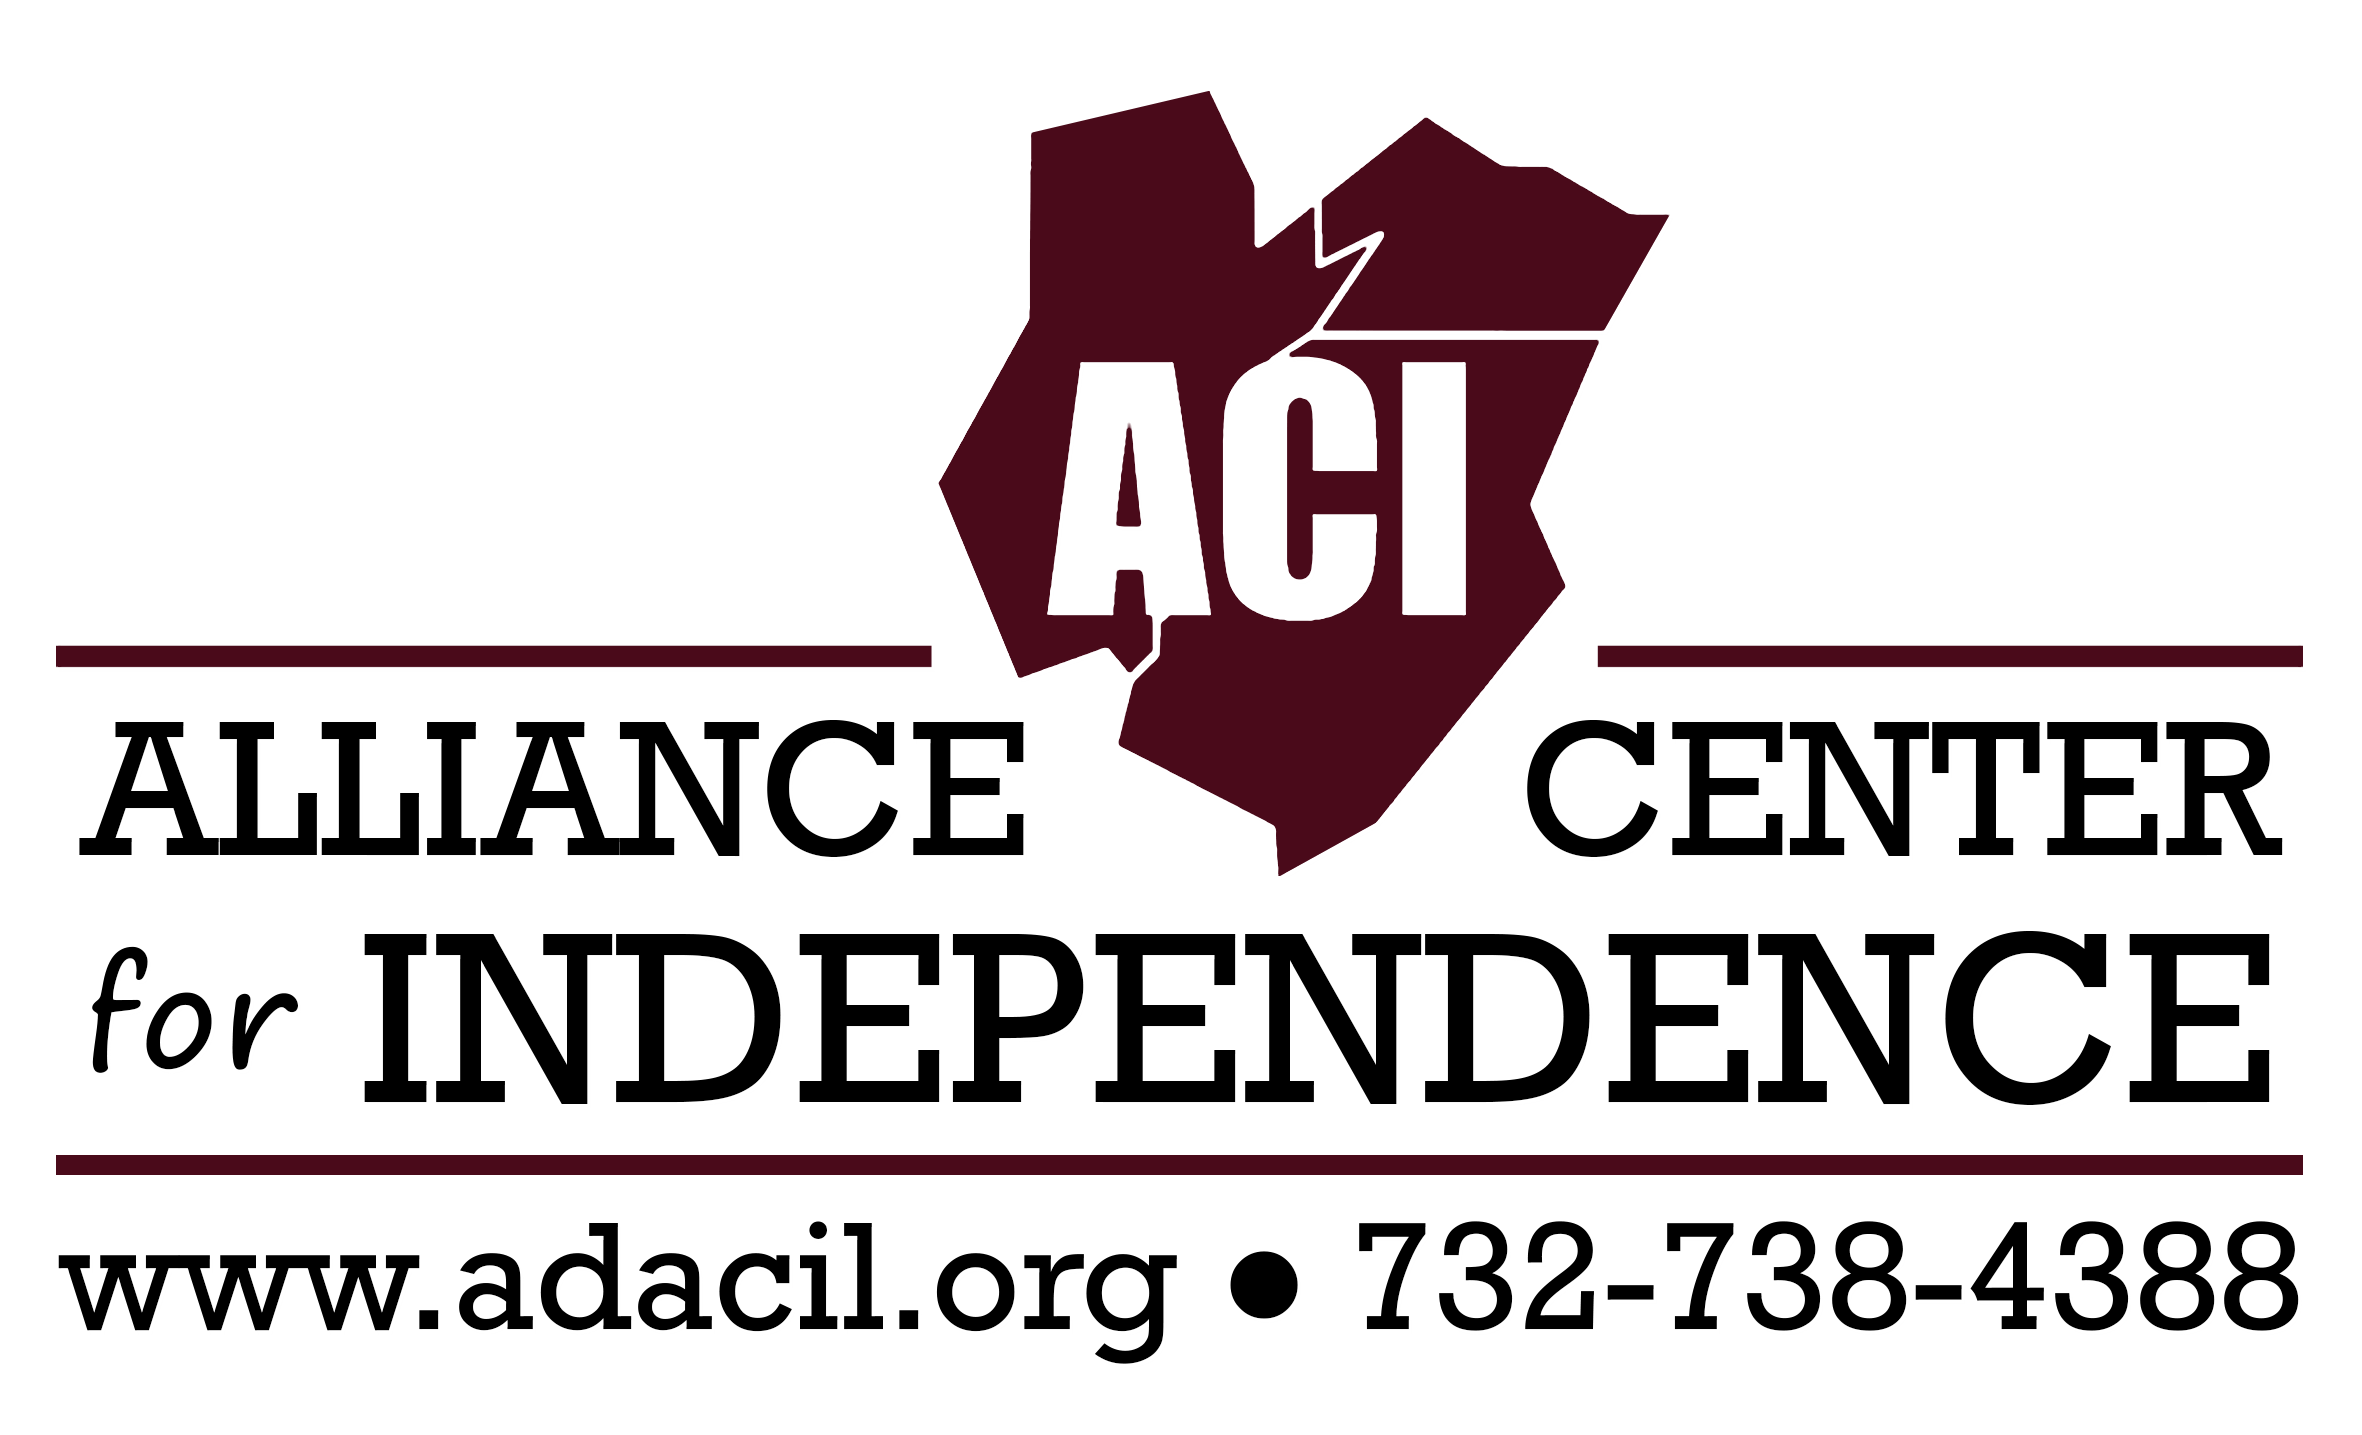 ACI
ALLIANCE CENTER
for INDEPENDENCE
www.adacil.org • 732-738-4388